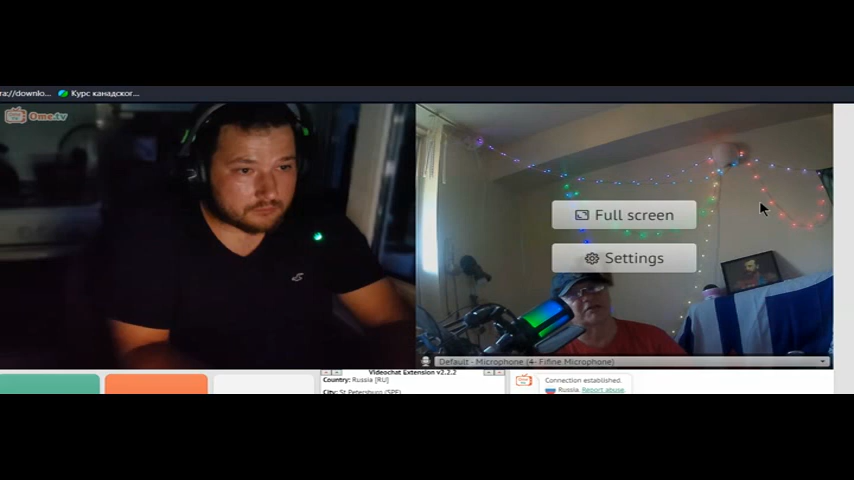 ra://downlo...
Курс канадског...
Ome.tv
Full screen
Settings
Default - Microphone (4- Fifine Microphone)
Videochat Extension v2.2.2
Country: Russia [RU]
City: St Petersburg (SPE)
Connection established.
Russia. Report abuse.